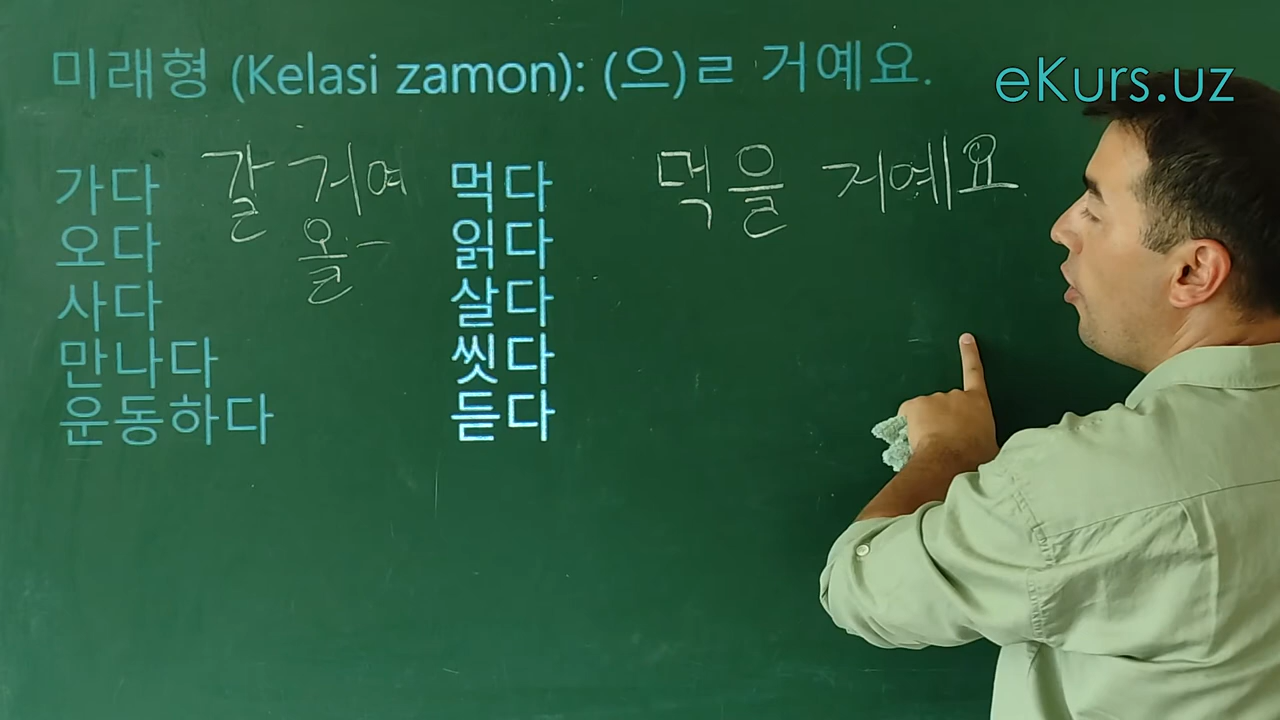 미래형 (Kelasi zamon): (으)ㄹ 거예요.
eKurs.uz
가다 갈 거여 먹다 먹을 거예요
오다 올 읽다
사다 살다
만나다 씻다
운동하다 듣다